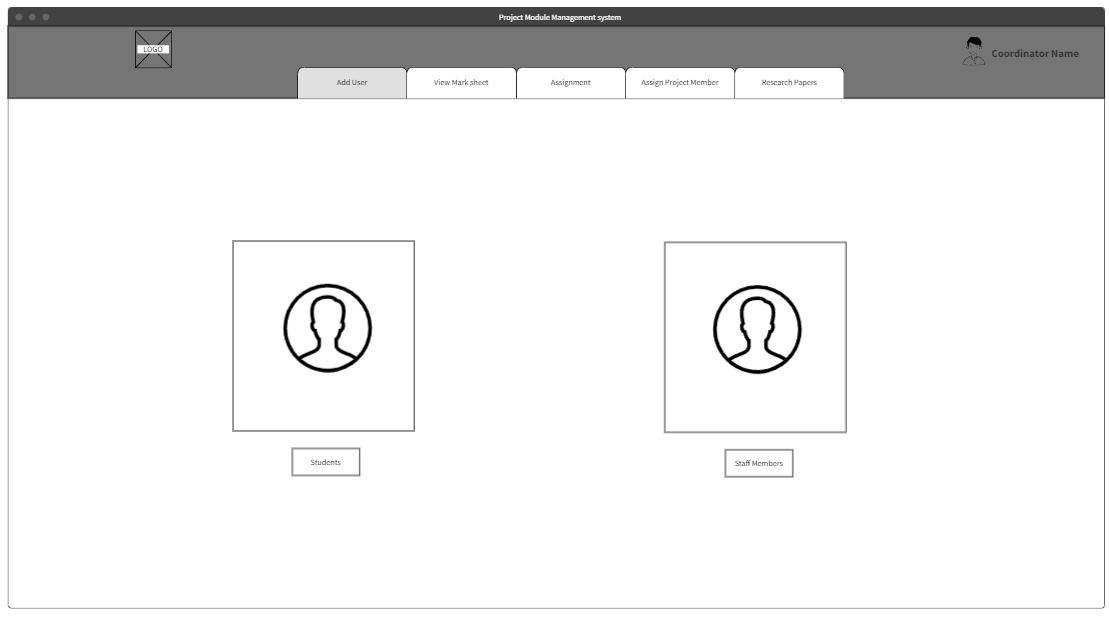 Project Module Management system
LOGO
Coordinator Name
Add User
View Mark sheet
Assignment
Assign Project Member
Research Papers
Students
Staff Members